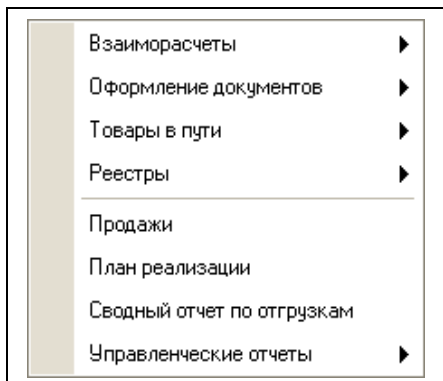 Взаиморасчеты
Оформление документов
Товары в пути
Реестры
Продажи
План реализации
Сводный отчет по отгрузкам
Управленческие отчеты